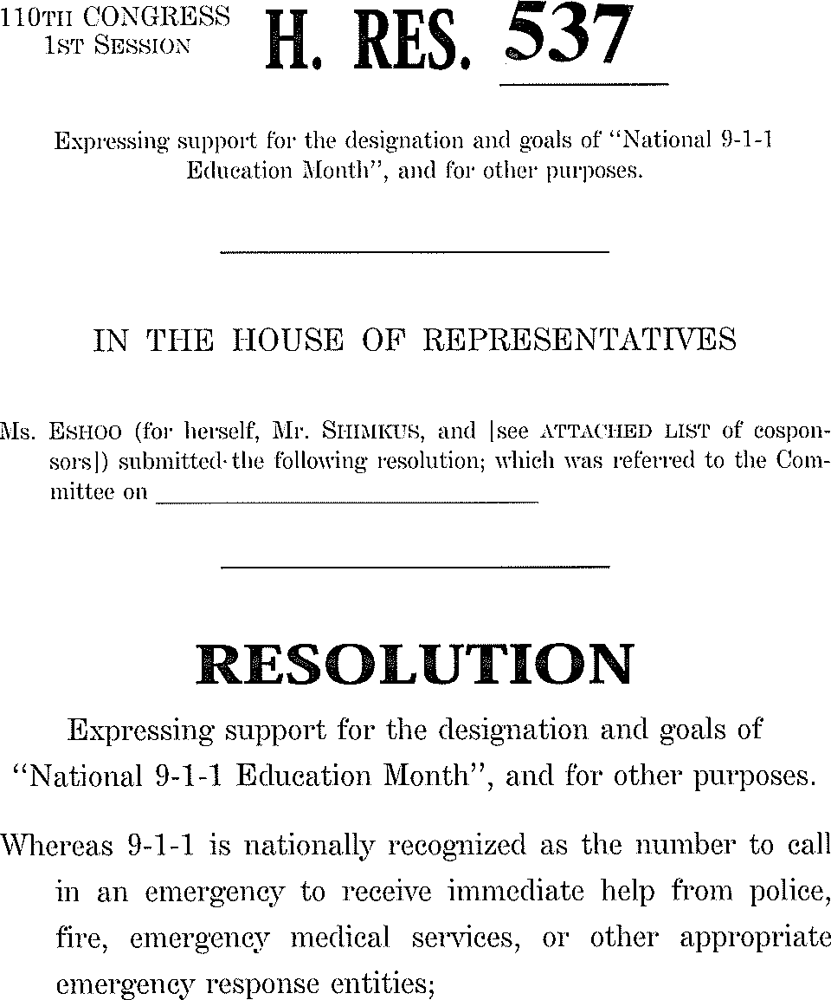 110TH CONGRESS
1ST SESSION
H. RES. 537
Expressing support for the designation and goals of “National 9-1-1
Education Month”, and for other purposes.
IN THE HOUSE OF REPRESENTATIVES
Ms. ESHOO (for herself, Mr. SHIMKUS, and [see ATTACHED LIST of cospon-
sors]) submitted the following resolution; which was referred to the Com-
mittee on
RESOLUTION
Expressing support for the designation and goals of
“National 9-1-1 Education Month”, and for other purposes.
Whereas 9-1-1 is nationally recognized as the number to call
in an emergency to receive immediate help from police,
fire, emergency medical services, or other appropriate
emergency response entities;